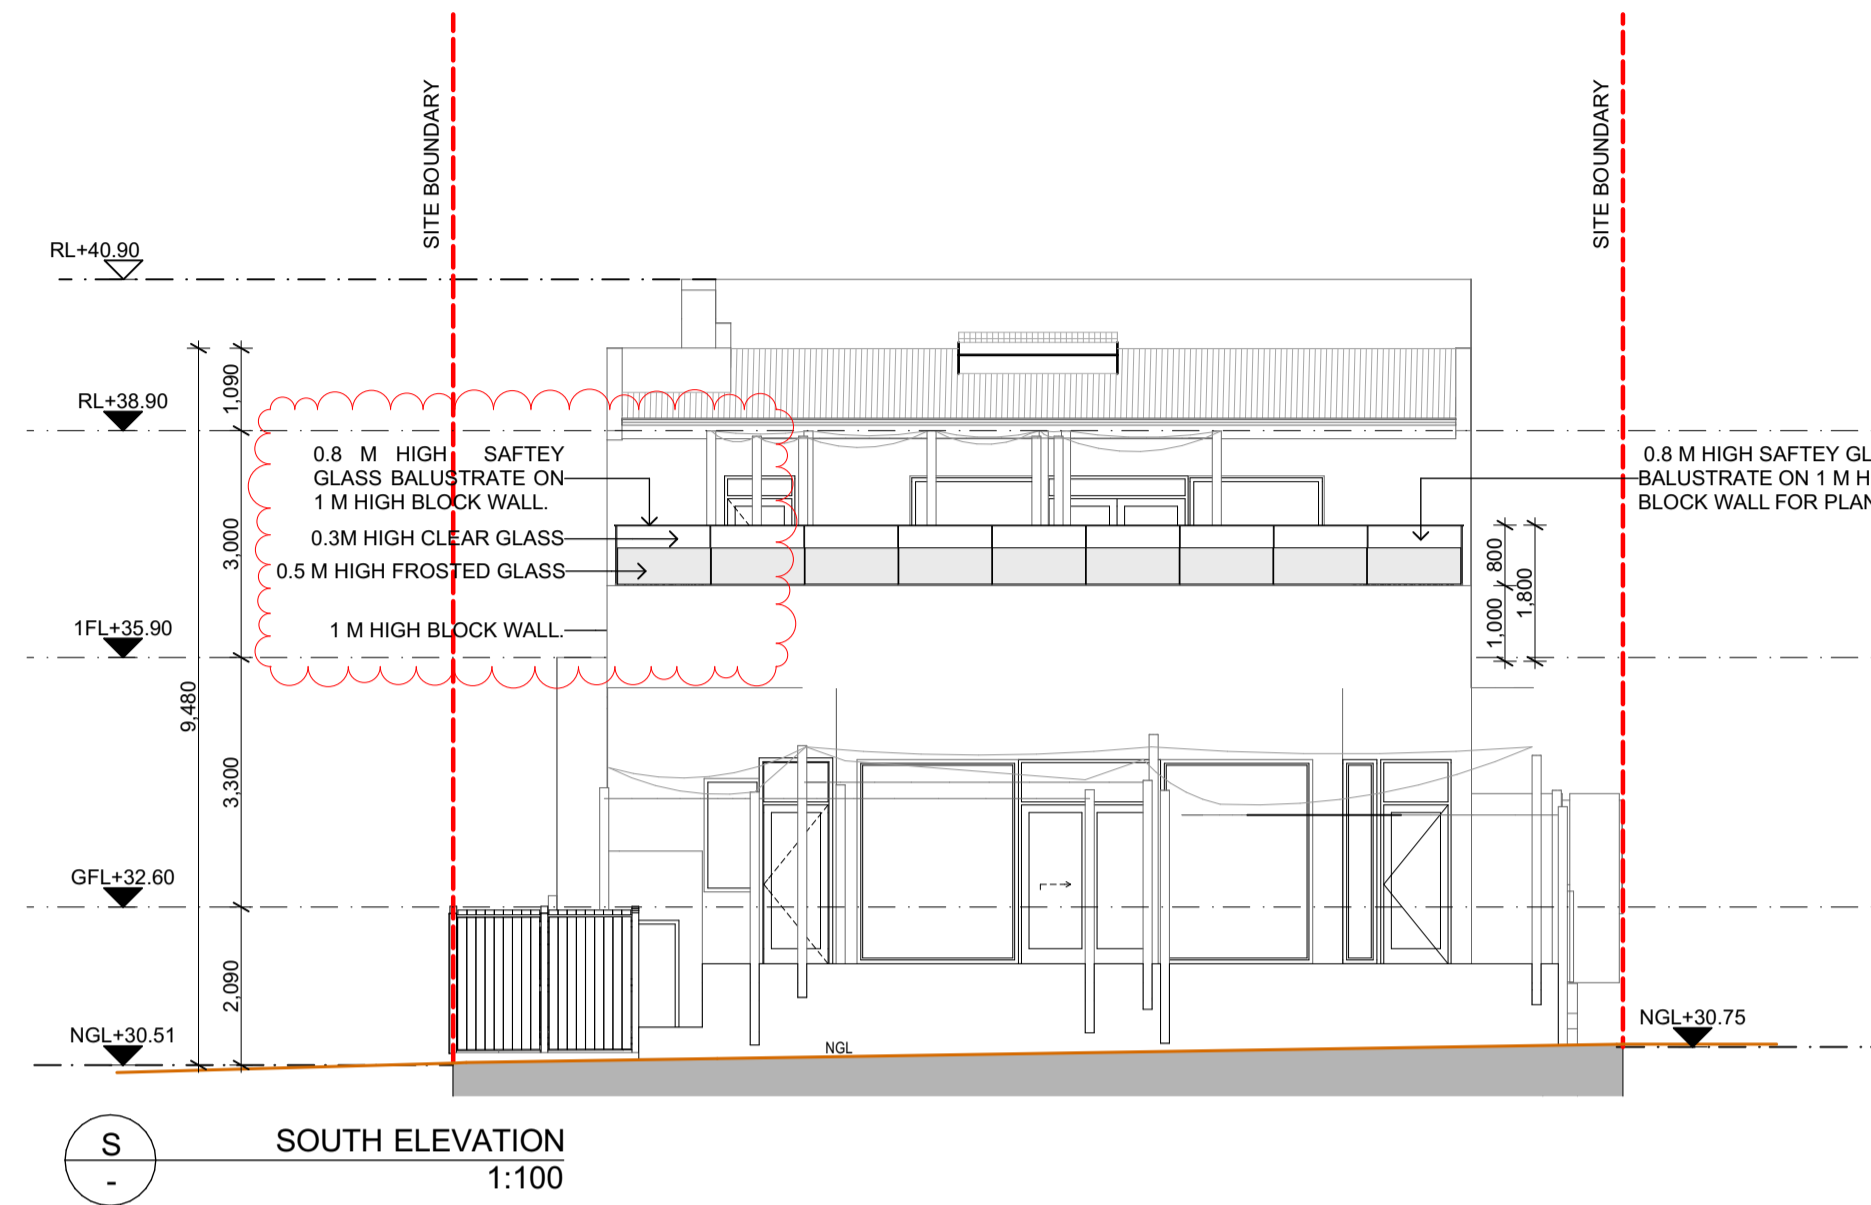 SITE BOUNDARY
SITE BOUNDARY
RL+40.90
1,090
RL+38.90
0.8 M HIGH SAFTEY
GLASS BALUSTRATE ON
1 M HIGH BLOCK WALL.
0.8 M HIGH SAFTEY GL
BALUSTRATE ON 1 M H
BLOCK WALL FOR PLAN
0.3M HIGH CLEAR GLASS
3,000
800
0.5 M HIGH FROSTED GLASS
1,800
1,000
1FL+35.90
1 M HIGH BLOCK WALL.
9,480
3,300
GFL+32.60
2,090
NGL+30.51
NGL+30.75
NGL
S
-
SOUTH ELEVATION
1:100